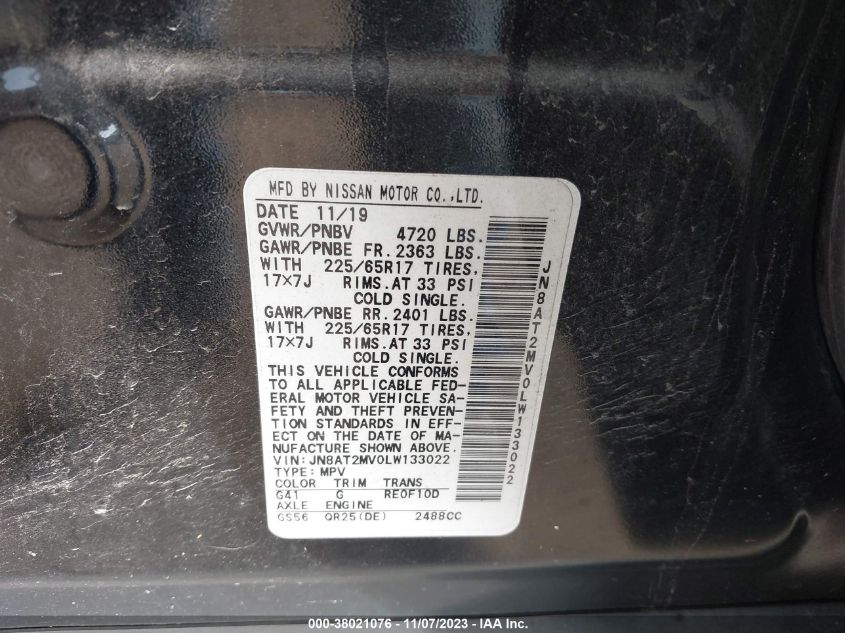 MFD BY NISSAN MOTOR CO.,LTD.
DATE 11/19
GVWR/PNBV 4720 LBS.
GAWR/PNBE FR. 2363 LBS.
WITH 225/65R17 TIRES,
17×7J RIMS.AT 33 PSI
COLD SINGLE.
GAWR/PNBE RR. 2401 LBS.
WITH 225/65R17 TIRES,
17×7J RIMS.AT 33 PSI
COLD SINGLE.
THIS VEHICLE CONFORMS
TO ALL APPLICABLE FED-
ERAL MOTOR VEHICLE SA-
FETY AND THEFT PREVEN-
TION STANDARDS IN EFF-
ECT ON THE DATE OF MA-
NUFACTURE SHOWN ABOVE.
VIN: JN8AT2MV0LW133022
TYPE: MPV
COLOR TRIM TRANS
G41 G RE0F10D
AXLE ENGINE
GS56 QR25(DE) 2488CC
JN8AT2MV0LW133022
000-38021076 - 11/07/2023 - IAA Inc.